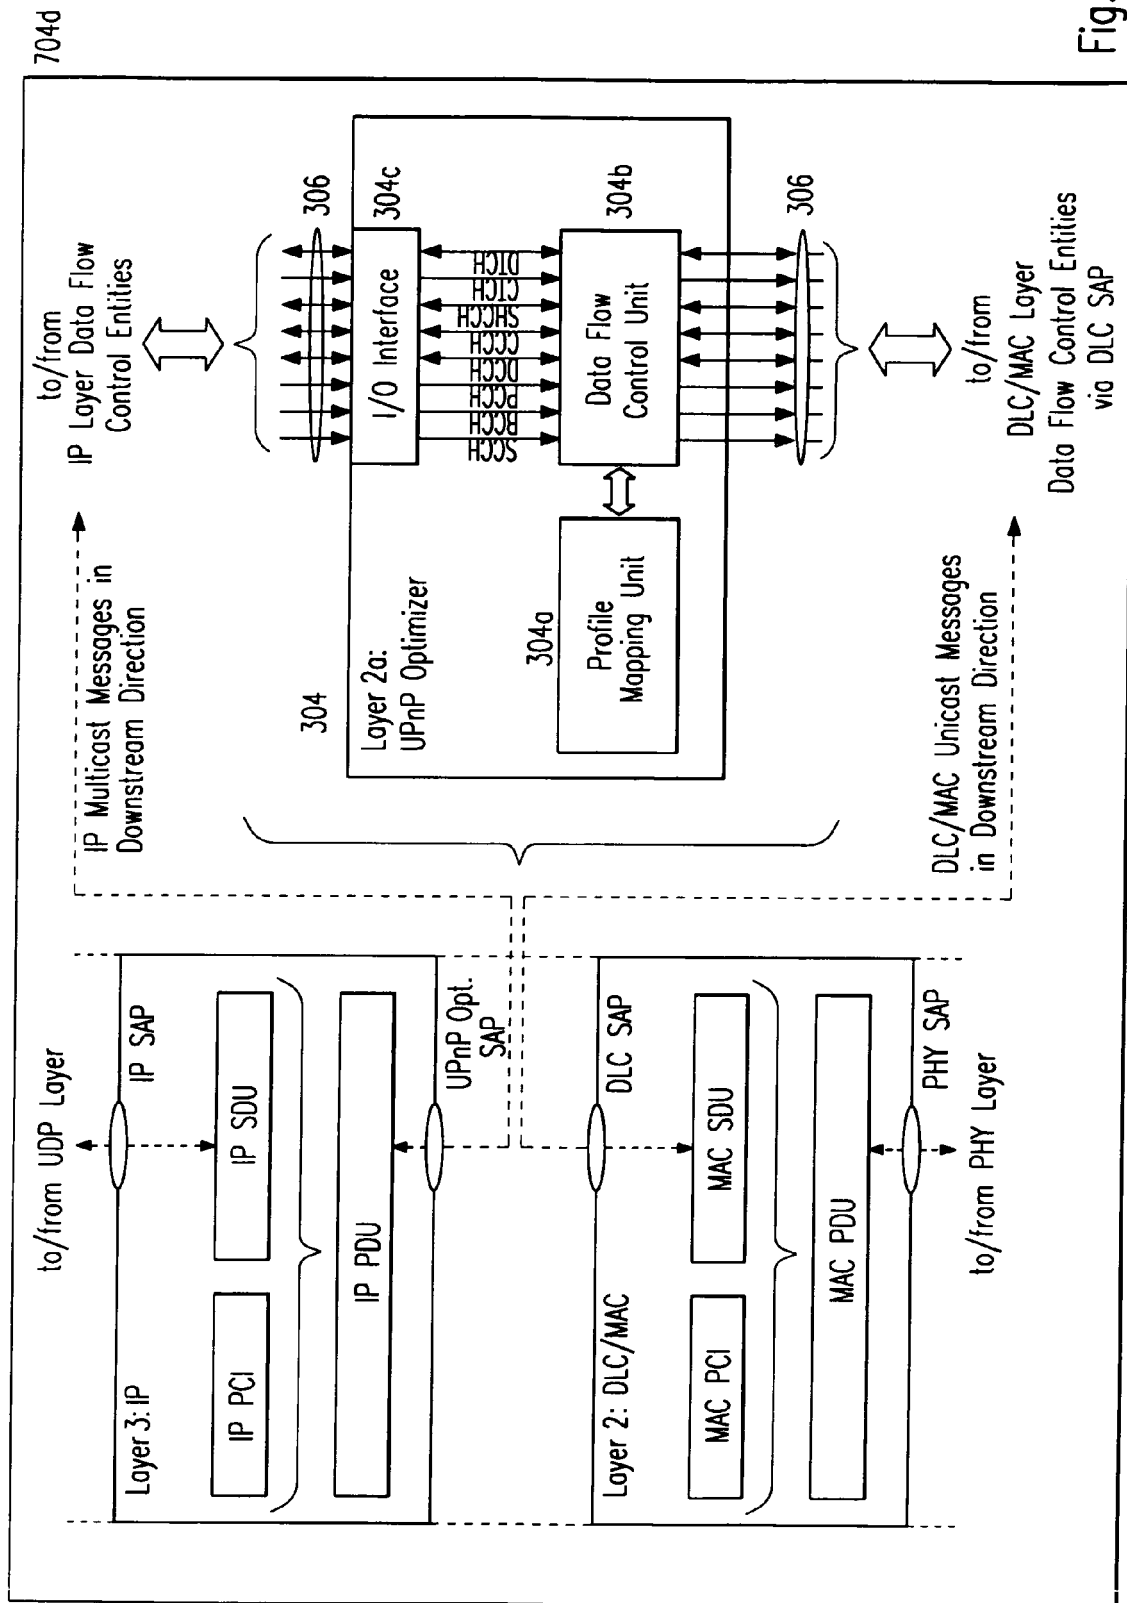 704d
to/from UDP Layer
Layer 3: IP
IP SAP
IP PCI
IP SDU
IP PDU
UPnP Opt.
SAP
Layer 2: DLC/MAC
DLC SAP
MAC PCI
MAC SDU
MAC PDU
PHY SAP
to/from PHY Layer
IP Multicast Messages in
Downstream Direction
DLC/MAC Unicast Messages
in Downstream Direction
to/from
IP Layer Data Flow
Control Entities
306
304
Layer 2a:
UPnP Optimizer
304c
I/O Interface
SCCH
BCCH
PCCH
DCCH
CCCH
SHCCH
CTCH
DTCH
304a
Profile
Mapping Unit
304b
Data Flow
Control Unit
306
to/from
DLC/MAC Layer
Data Flow Control Entities
via DLC SAP
Fig.